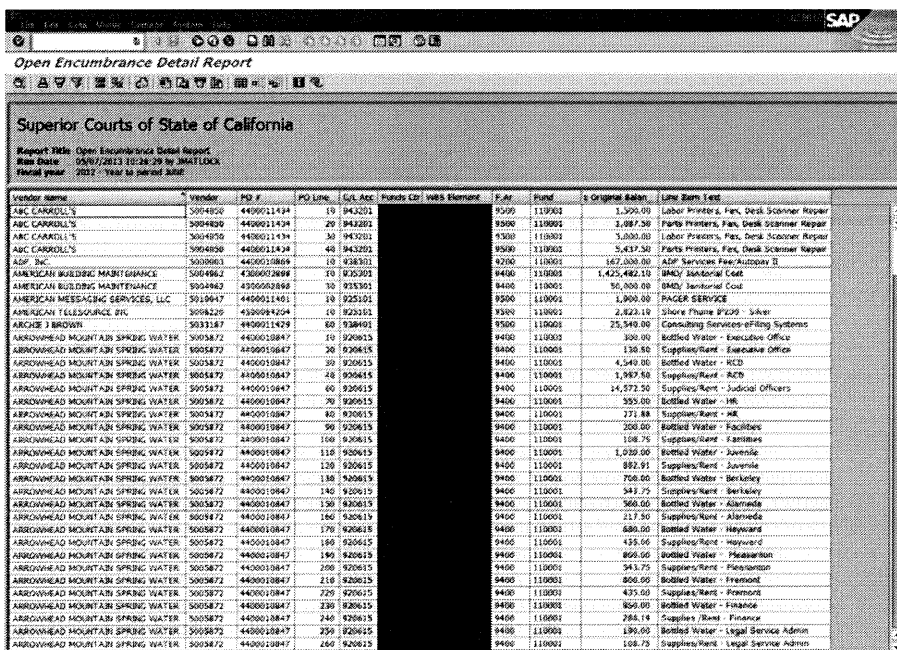 SAP
Open Encumbrance Detail Report
Superior Courts of State of California
Report Title Open Encumbrance Detail Report
Run Date 05/07/2013 10:28:29 by JMATLOCK
Fiscal year 2012 - Year to period JUNE
Vendor Name Vendor PO # PO Line G/L Acc Funds Ctr WBS Element F.Ar Fund Original Balan Line Item Text
ABC CARROLL'S 5004850 4400011434 10 943201 9500 110001 1,500.00 Labor Printers, Fax, Desk Scanner Repair
ABC CARROLL'S 5004850 4400011434 20 943201 9500 110001 1,087.50 Parts Printers, Fax, Desk Scanner Repair
ABC CARROLL'S 5004850 4400011434 30 943201 9500 110001 5,000.00 Labor Printers, Fax, Desk Scanner Repair
ABC CARROLL'S 5004850 4400011434 40 943201 9500 110001 5,437.50 Parts Printers, Fax, Desk Scanner Repair
ADP, INC. 5000903 4400010869 10 938301 9200 110001 167,000.00 ADP Services Fee/Autopay II
AMERICAN BUILDING MAINTENANCE 5004962 4300002898 10 935301 9400 110001 1,425,482.10 BMO/ Janitorial Cost
AMERICAN BUILDING MAINTENANCE 5004962 4300002898 30 935301 9400 110001 50,000.00 BMO/ Janitorial Cost
AMERICAN MESSAGING SERVICES, LLC 5019047 4400011401 10 925101 9500 110001 1,900.00 PAGER SERVICE
AMERICAN TELESOURCE INC 5008220 4500084204 10 925101 9500 110001 2,823.10 Shore Phone IP230 - Silver
ARCHIE J BROWN 5033187 4400011429 60 938401 9500 110001 25,540.00 Consulting Services-eFiling Systems
ARROWHEAD MOUNTAIN SPRING WATER 5005872 4400010847 10 920615 9400 110001 300.00 Bottled Water - Executive Office
ARROWHEAD MOUNTAIN SPRING WATER 5005872 4400010847 20 920615 9400 110001 130.50 Supplies/Rent - Executive Office
ARROWHEAD MOUNTAIN SPRING WATER 5005872 4400010847 30 920615 9400 110001 4,540.00 Bottled Water - RCD
ARROWHEAD MOUNTAIN SPRING WATER 5005872 4400010847 40 920615 9400 110001 1,957.50 Supplies/Rent - RCD
ARROWHEAD MOUNTAIN SPRING WATER 5005872 4400010847 60 920615 9400 110001 14,572.50 Supplies/Rent - Judicial Officers
ARROWHEAD MOUNTAIN SPRING WATER 5005872 4400010847 70 920615 9400 110001 555.00 Bottled Water - HR
ARROWHEAD MOUNTAIN SPRING WATER 5005872 4400010847 80 920615 9400 110001 271.88 Supplies/Rent - HR
ARROWHEAD MOUNTAIN SPRING WATER 5005872 4400010847 90 920615 9400 110001 200.00 Bottled Water - Facilities
ARROWHEAD MOUNTAIN SPRING WATER 5005872 4400010847 100 920615 9400 110001 108.75 Supplies/Rent - Facilities
ARROWHEAD MOUNTAIN SPRING WATER 5005872 4400010847 110 920615 9400 110001 1,020.00 Bottled Water - Juvenile
ARROWHEAD MOUNTAIN SPRING WATER 5005872 4400010847 120 920615 9400 110001 882.91 Supplies/Rent - Juvenile
ARROWHEAD MOUNTAIN SPRING WATER 5005872 4400010847 130 920615 9400 110001 700.00 Bottled Water - Berkeley
ARROWHEAD MOUNTAIN SPRING WATER 5005872 4400010847 140 920615 9400 110001 543.75 Supplies/Rent - Berkeley
ARROWHEAD MOUNTAIN SPRING WATER 5005872 4400010847 150 920615 9400 110001 560.00 Bottled Water - Alameda
ARROWHEAD MOUNTAIN SPRING WATER 5005872 4400010847 160 920615 9400 110001 217.50 Supplies/Rent - Alameda
ARROWHEAD MOUNTAIN SPRING WATER 5005872 4400010847 170 920615 9400 110001 680.00 Bottled Water - Hayward
ARROWHEAD MOUNTAIN SPRING WATER 5005872 4400010847 180 920615 9400 110001 435.00 Supplies/Rent - Hayward
ARROWHEAD MOUNTAIN SPRING WATER 5005872 4400010847 190 920615 9400 110001 800.00 Bottled Water - Pleasanton
ARROWHEAD MOUNTAIN SPRING WATER 5005872 4400010847 200 920615 9400 110001 543.75 Supplies/Rent - Pleasanton
ARROWHEAD MOUNTAIN SPRING WATER 5005872 4400010847 210 920615 9400 110001 800.00 Bottled Water - Fremont
ARROWHEAD MOUNTAIN SPRING WATER 5005872 4400010847 220 920615 9400 110001 435.00 Supplies/Rent - Fremont
ARROWHEAD MOUNTAIN SPRING WATER 5005872 4400010847 230 920615 9400 110001 850.00 Bottled Water - Finance
ARROWHEAD MOUNTAIN SPRING WATER 5005872 4400010847 240 920615 9400 110001 286.14 Supplies /Rent - Finance
ARROWHEAD MOUNTAIN SPRING WATER 5005872 4400010847 250 920615 9400 110001 190.00 Bottled Water - Legal Service Admin
ARROWHEAD MOUNTAIN SPRING WATER 5005872 4400010847 260 920615 9400 110001 108.75 Supplies/Rent - Legal Service Admin